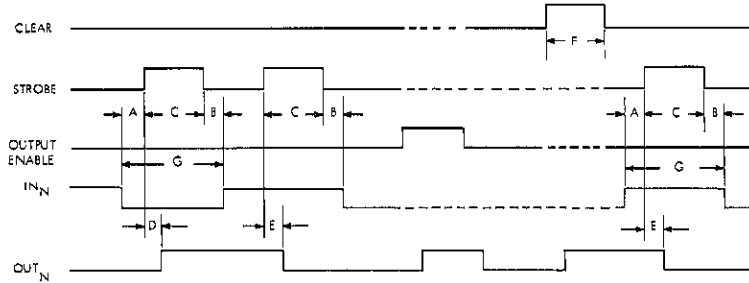 CLEAR
F
STROBE
A C B C B A C B
OUTPUT
ENABLE
G G
IN N
D E E
OUT N